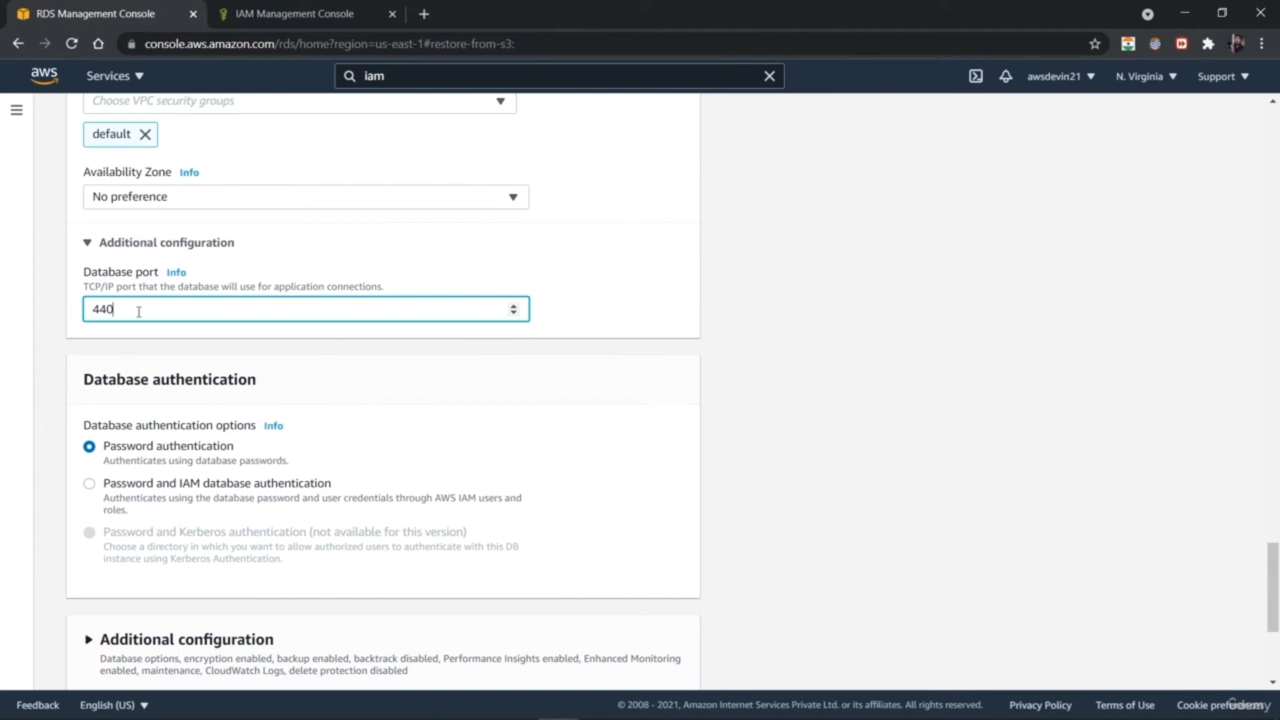 RDS Management Console
IAM Management Console
console.aws.amazon.com/rds/home?region=us-east-1#restore-from-s3:
aws
Services
iam
awsdevin21
N. Virginia
Support
Choose VPC security groups
default
Availability Zone Info
No preference
Additional configuration
Database port Info
TCP/IP port that the database will use for application connections.
440
Database authentication
Database authentication options Info
Password authentication
Authenticates using database passwords.
Password and IAM database authentication
Authenticates using the database password and user credentials through AWS IAM users and
roles.
Password and Kerberos authentication (not available for this version)
Choose a directory in which you want to allow authorized users to authenticate with this DB
instance using Kerberos Authentication.
Additional configuration
Database options, encryption enabled, backup enabled, backtrack disabled, Performance Insights enabled, Enhanced Monitoring
enabled, maintenance, CloudWatch Logs, delete protection disabled
Feedback
English (US)
© 2008 - 2021, Amazon Internet Services Private Ltd. or its affiliates. All rights reserved.
Privacy Policy
Terms of Use
Cookie preferences
Udemy